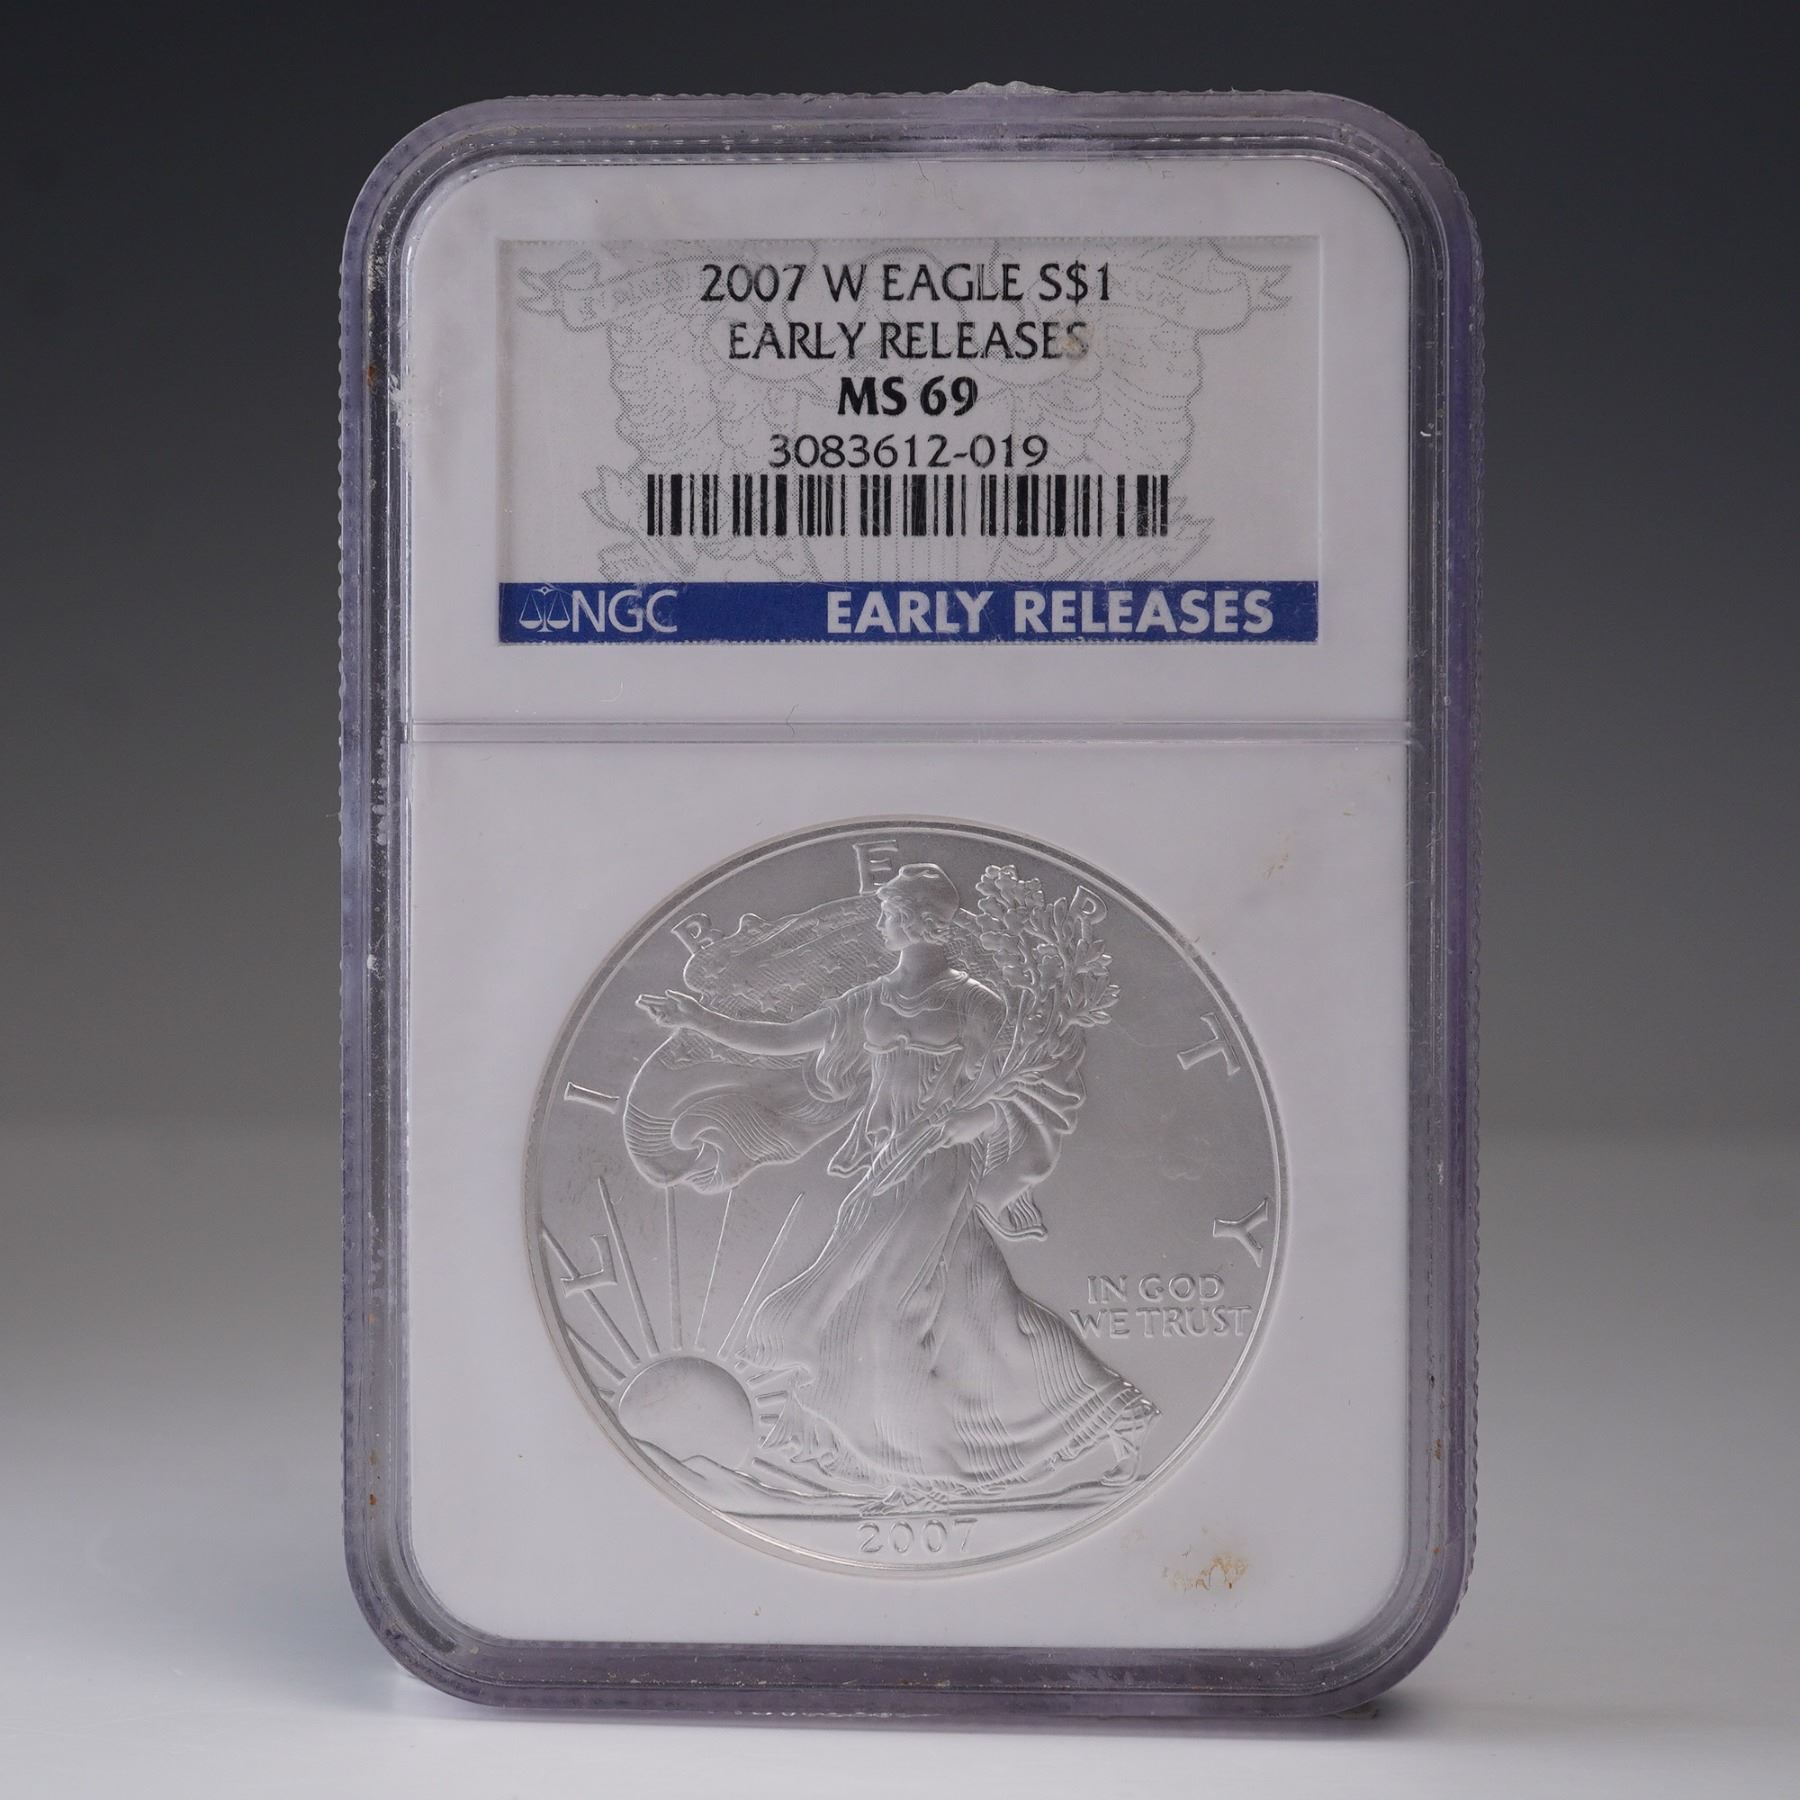 2007 W EAGLE S$1
EARLY RELEASES
MS 69
3083612-019
NGC EARLY RELEASES
LIBERTY
IN GOD
WE TRUST
2007